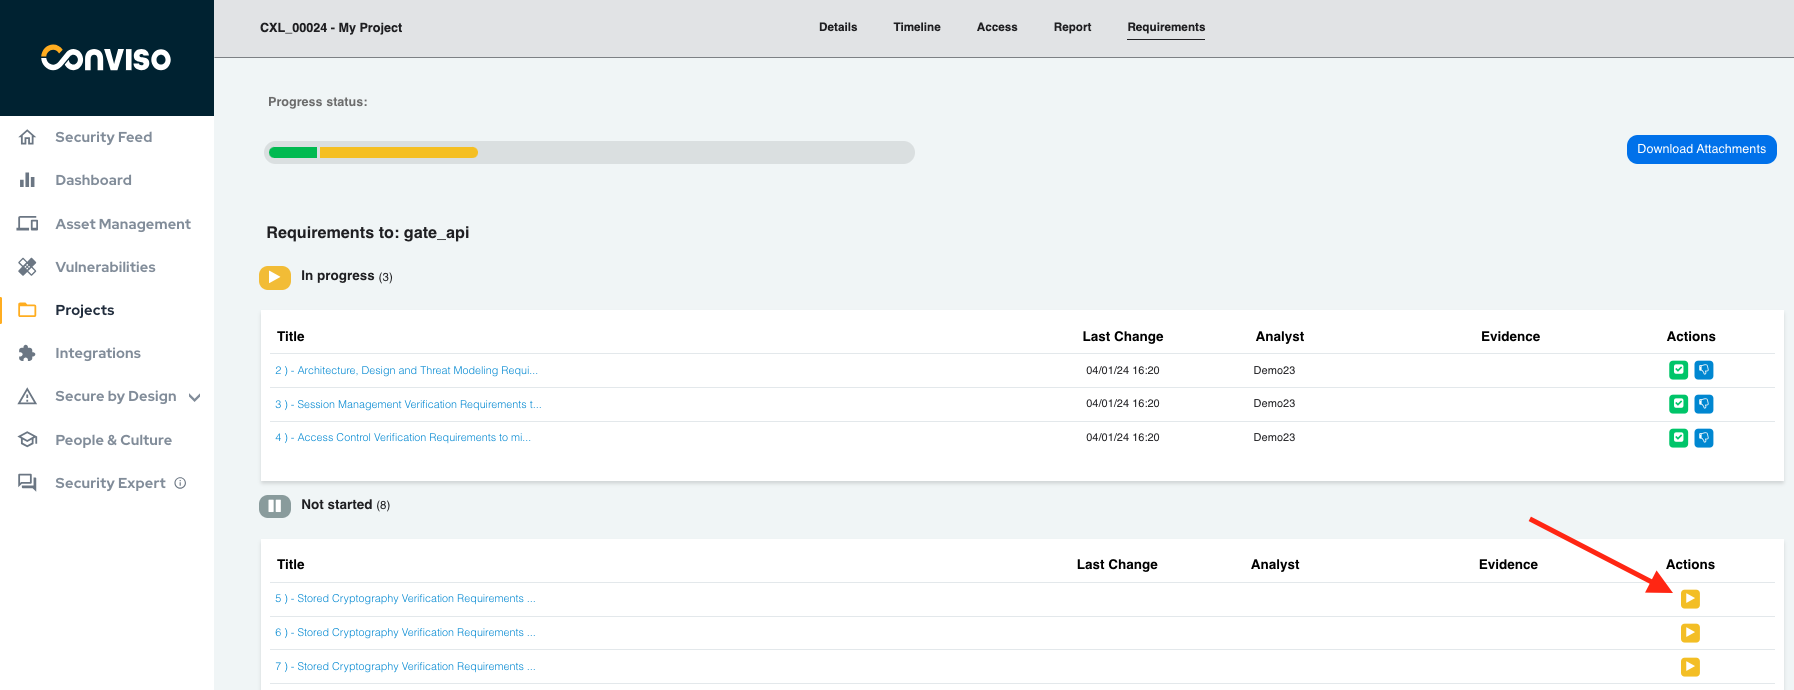 Conviso
CXL_00024 - My Project
Details
Timeline
Access
Report
Requirements
Security Feed
Dashboard
Asset Management
Vulnerabilities
Projects
Integrations
Secure by Design
People & Culture
Security Expert
Progress status:
Download Attachments
Requirements to: gate_api
In progress (3)
Title Last Change Analyst Evidence Actions
2 ) - Architecture, Design and Threat Modeling Requi... 04/01/24 16:20 Demo23
3 ) - Session Management Verification Requirements t... 04/01/24 16:20 Demo23
4 ) - Access Control Verification Requirements to mi... 04/01/24 16:20 Demo23
Not started (8)
Title Last Change Analyst Evidence Actions
5 ) - Stored Cryptography Verification Requirements ...
6 ) - Stored Cryptography Verification Requirements ...
7 ) - Stored Cryptography Verification Requirements ...